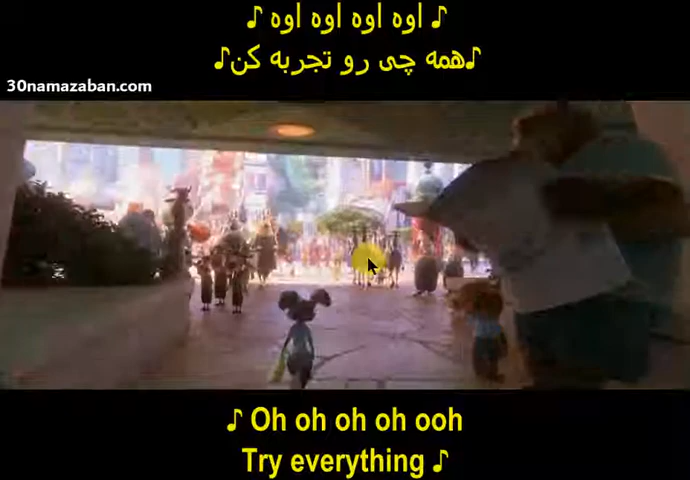 ♪ اوه اوه اوه اوه ♪
♪همه چی رو تجربه کن♪
30namazaban.com
♪ Oh oh oh oh ooh
Try everything ♪